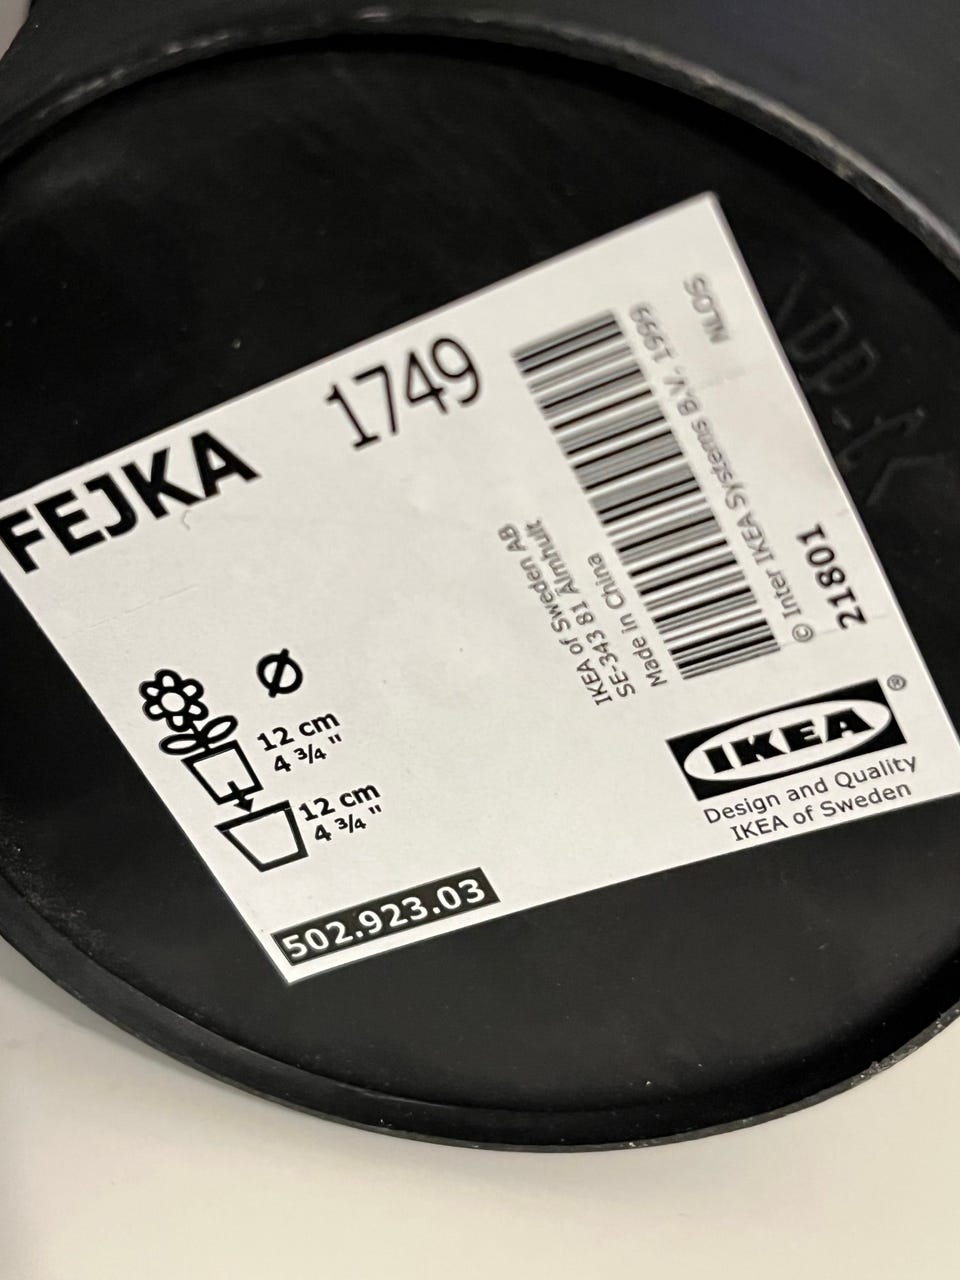 FEJKA
1749
Ø
12 cm
4 3/4"
12 cm
4 3/4"
502.923.03
IKEA of Sweden AB
SE-343 81 Älmhult
Made in China
© Inter IKEA Systems B.V. 1999
21801
NLOS
IKEA®
Design and Quality
IKEA of Sweden